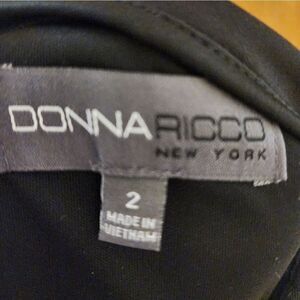 DONNA RICCO
NEW YORK
2
MADE IN
VIETNAM